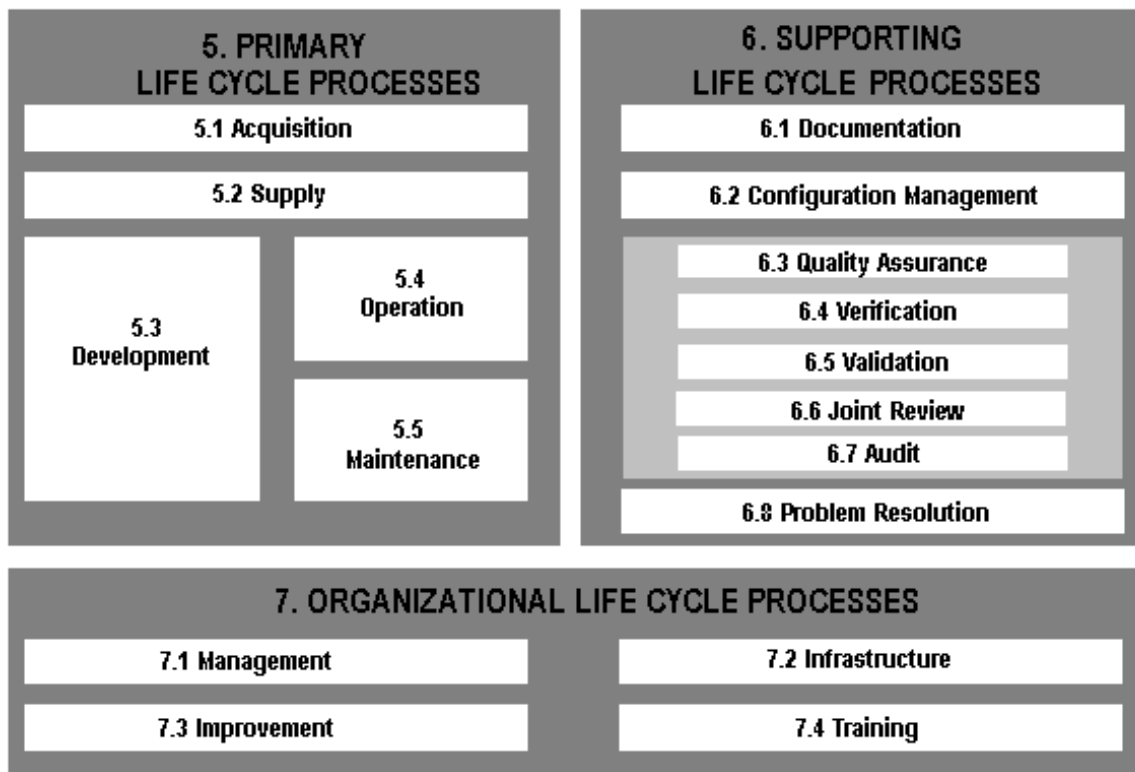 5. PRIMARY
LIFE CYCLE PROCESSES
5.1 Acquisition
5.2 Supply
5.3
Development
5.4
Operation
5.5
Maintenance
6. SUPPORTING
LIFE CYCLE PROCESSES
6.1 Documentation
6.2 Configuration Management
6.3 Quality Assurance
6.4 Verification
6.5 Validation
6.6 Joint Review
6.7 Audit
6.8 Problem Resolution
7. ORGANIZATIONAL LIFE CYCLE PROCESSES
7.1 Management
7.2 Infrastructure
7.3 Improvement
7.4 Training